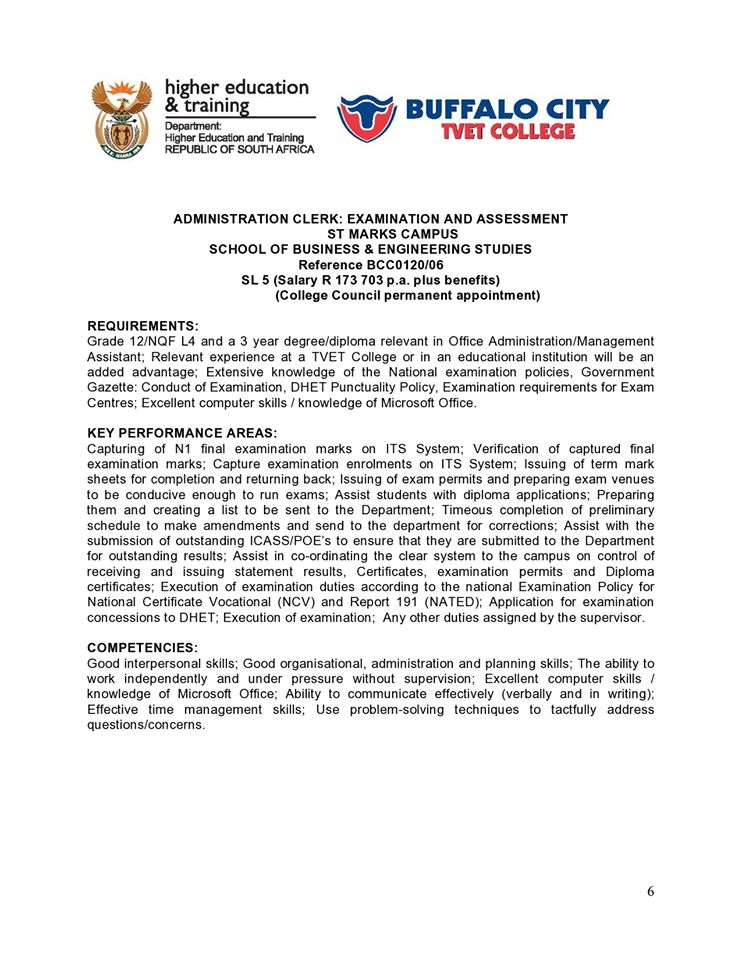 higher education
& training
Department:
Higher Education and Training
REPUBLIC OF SOUTH AFRICA
BUFFALO CITY
TVET COLLEGE
ADMINISTRATION CLERK: EXAMINATION AND ASSESSMENT
ST MARKS CAMPUS
SCHOOL OF BUSINESS & ENGINEERING STUDIES
Reference BCC0120/06
SL 5 (Salary R 173 703 p.a. plus benefits)
(College Council permanent appointment)
REQUIREMENTS:
Grade 12/NQF L4 and a 3 year degree/diploma relevant in Office Administration/Management
Assistant; Relevant experience at a TVET College or in an educational institution will be an
added advantage; Extensive knowledge of the National examination policies, Government
Gazette: Conduct of Examination, DHET Punctuality Policy, Examination requirements for Exam
Centres; Excellent computer skills / knowledge of Microsoft Office.
KEY PERFORMANCE AREAS:
Capturing of N1 final examination marks on ITS System; Verification of captured final
examination marks; Capture examination enrolments on ITS System; Issuing of term mark
sheets for completion and returning back; Issuing of exam permits and preparing exam venues
to be conducive enough to run exams; Assist students with diploma applications; Preparing
them and creating a list to be sent to the Department; Timeous completion of preliminary
schedule to make amendments and send to the department for corrections; Assist with the
submission of outstanding ICASS/POE's to ensure that they are submitted to the Department
for outstanding results; Assist in co-ordinating the clear system to the campus on control of
receiving and issuing statement results, Certificates, examination permits and Diploma
certificates; Execution of examination duties according to the national Examination Policy for
National Certificate Vocational (NCV) and Report 191 (NATED); Application for examination
concessions to DHET; Execution of examination;  Any other duties assigned by the supervisor.
COMPETENCIES:
Good interpersonal skills; Good organisational, administration and planning skills; The ability to
work independently and under pressure without supervision; Excellent computer skills /
knowledge of Microsoft Office; Ability to communicate effectively (verbally and in writing);
Effective time management skills; Use problem-solving techniques to tactfully address
questions/concerns.
6